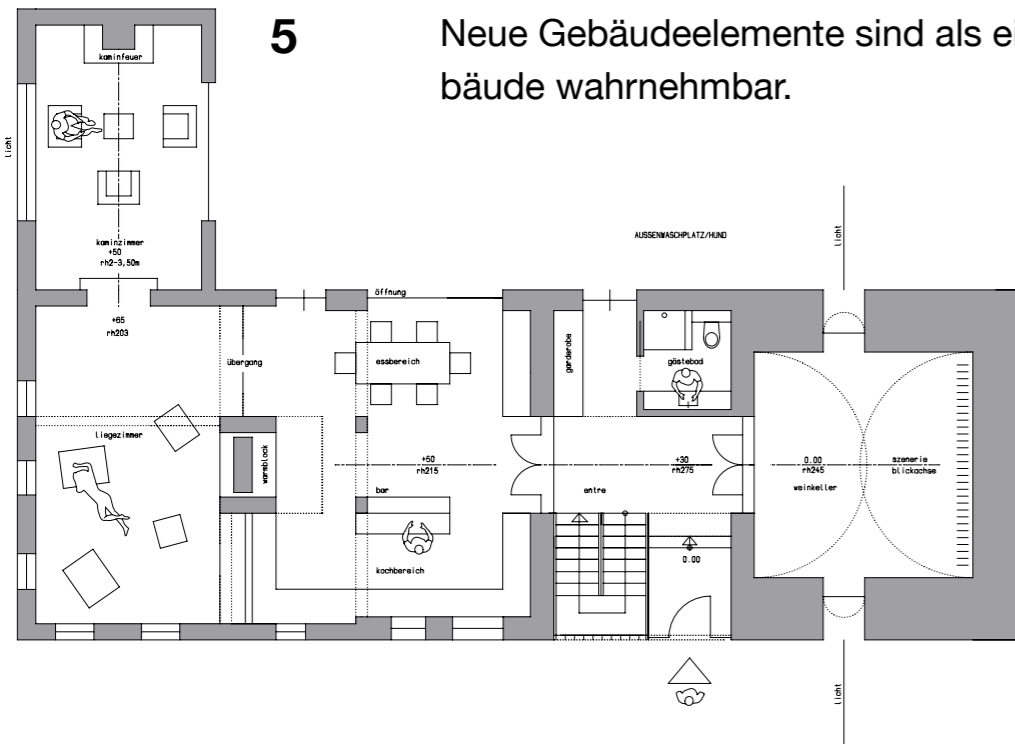 5
Neue Gebäudeelemente sind als ei
bäude wahrnehmbar.
kaminfeuer
licht
kaminzimmer
+50
rh2-3,50m
AUSSENWASCHPLATZ/HUND
licht
öffnung
+65
rh203
übergang
essbereich
garderobe
gästebad
liegezimmer
warmblock
+50
rh215
+30
rh275
0.00
rh245
weinkeller
szenerie
blickachse
bar
entre
kochbereich
0.00
licht